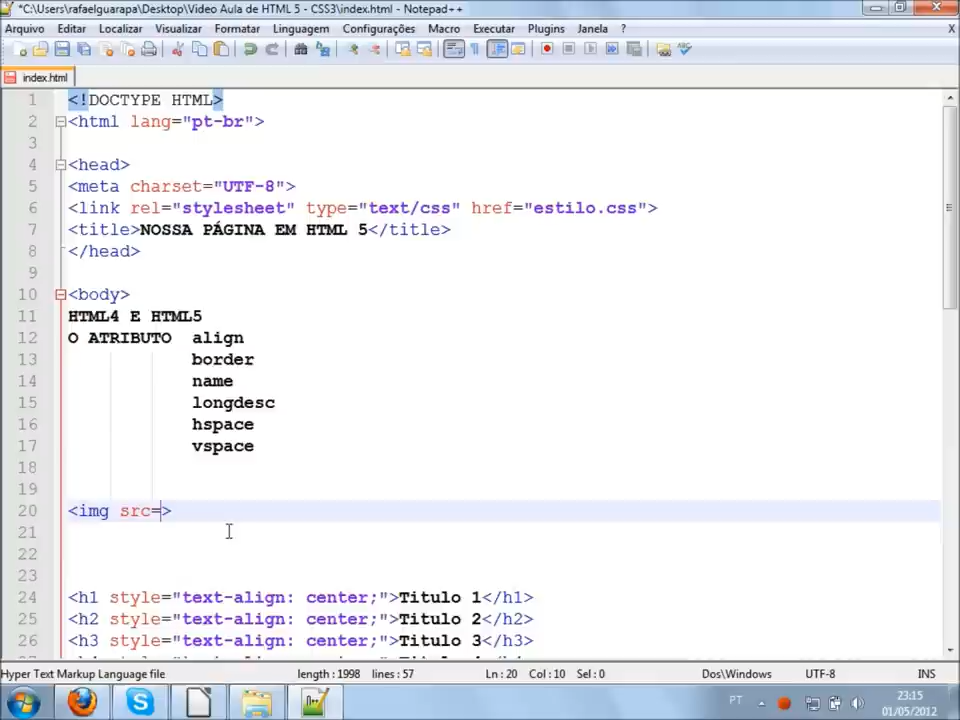 *C:\Users\rafaelguarapa\Desktop\Video Aula de HTML 5 - CSS3\index.html - Notepad++
Arquivo Editar Localizar Visualizar Formatar Linguagem Configurações Macro Executar Plugins Janela ? X
index.html
1 <!DOCTYPE HTML>
2 <html lang="pt-br">
3
4 <head>
5 <meta charset="UTF-8">
6 <link rel="stylesheet" type="text/css" href="estilo.css">
7 <title>NOSSA PÁGINA EM HTML 5</title>
8 </head>
9
10 <body>
11 HTML4 E HTML5
12 O ATRIBUTO align
13 border
14 name
15 longdesc
16 hspace
17 vspace
18
19
20 <img src=>
21
22
23
24 <h1 style="text-align: center;">Titulo 1</h1>
25 <h2 style="text-align: center;">Titulo 2</h2>
26 <h3 style="text-align: center;">Titulo 3</h3>
Hyper Text Markup Language file length : 1998 lines : 57 Ln : 20 Col : 10 Sel : 0 Dos\Windows UTF-8 INS
PT 23:15
01/05/2012